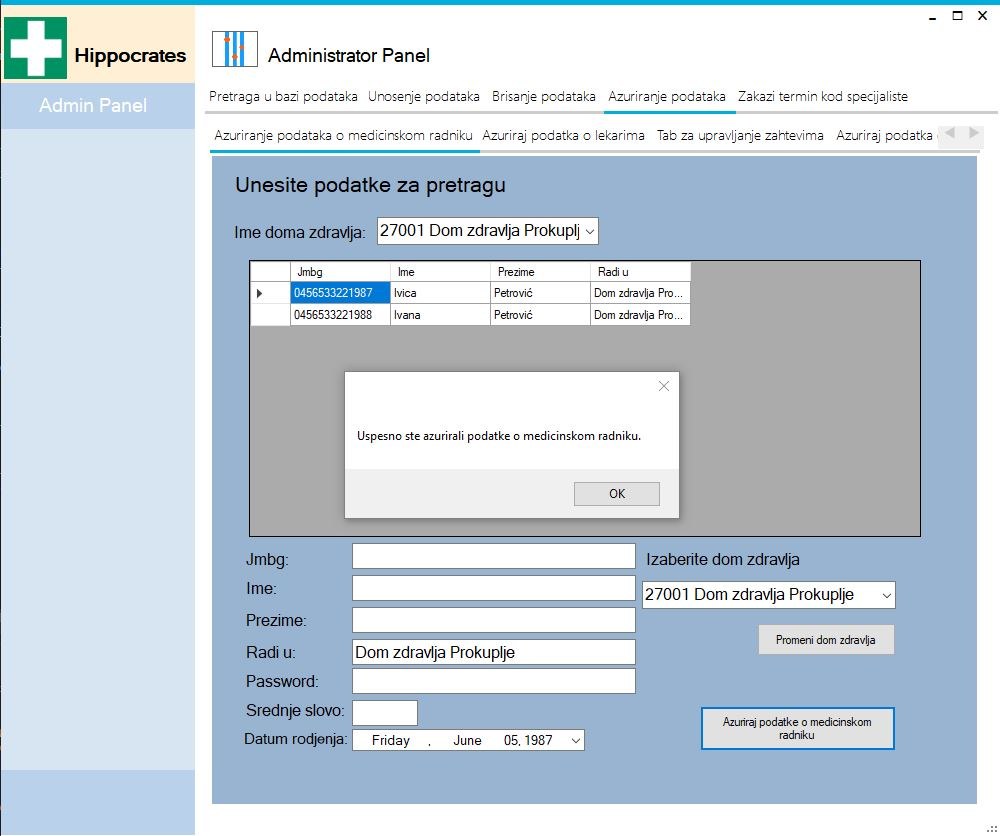 Hippocrates
Admin Panel
Administrator Panel
Pretraga u bazi podataka Unosenje podataka Brisanje podataka Azuriranje podataka Zakazi termin kod specijaliste
Azuriranje podataka o medicinskom radniku Azuriraj podatka o lekarima Tab za upravljanje zahtevima Azuriraj podatka
Unesite podatke za pretragu
Ime doma zdravlja: 27001 Dom zdravlja Prokuplj
Jmbg Ime Prezime Radi u
0456533221987 Ivica Petrović Dom zdravlja Pro...
0456533221988 Ivana Petrović Dom zdravlja Pro...
Uspesno ste azurirali podatke o medicinskom radniku.
OK
Jmbg: Izaberite dom zdravlja
Ime: 27001 Dom zdravlja Prokuplje
Prezime:
Promeni dom zdravlja
Radi u: Dom zdravlja Prokuplje
Password:
Srednje slovo:
Azuriraj podatke o medicinskom
radniku
Datum rodjenja: Friday , June 05, 1987